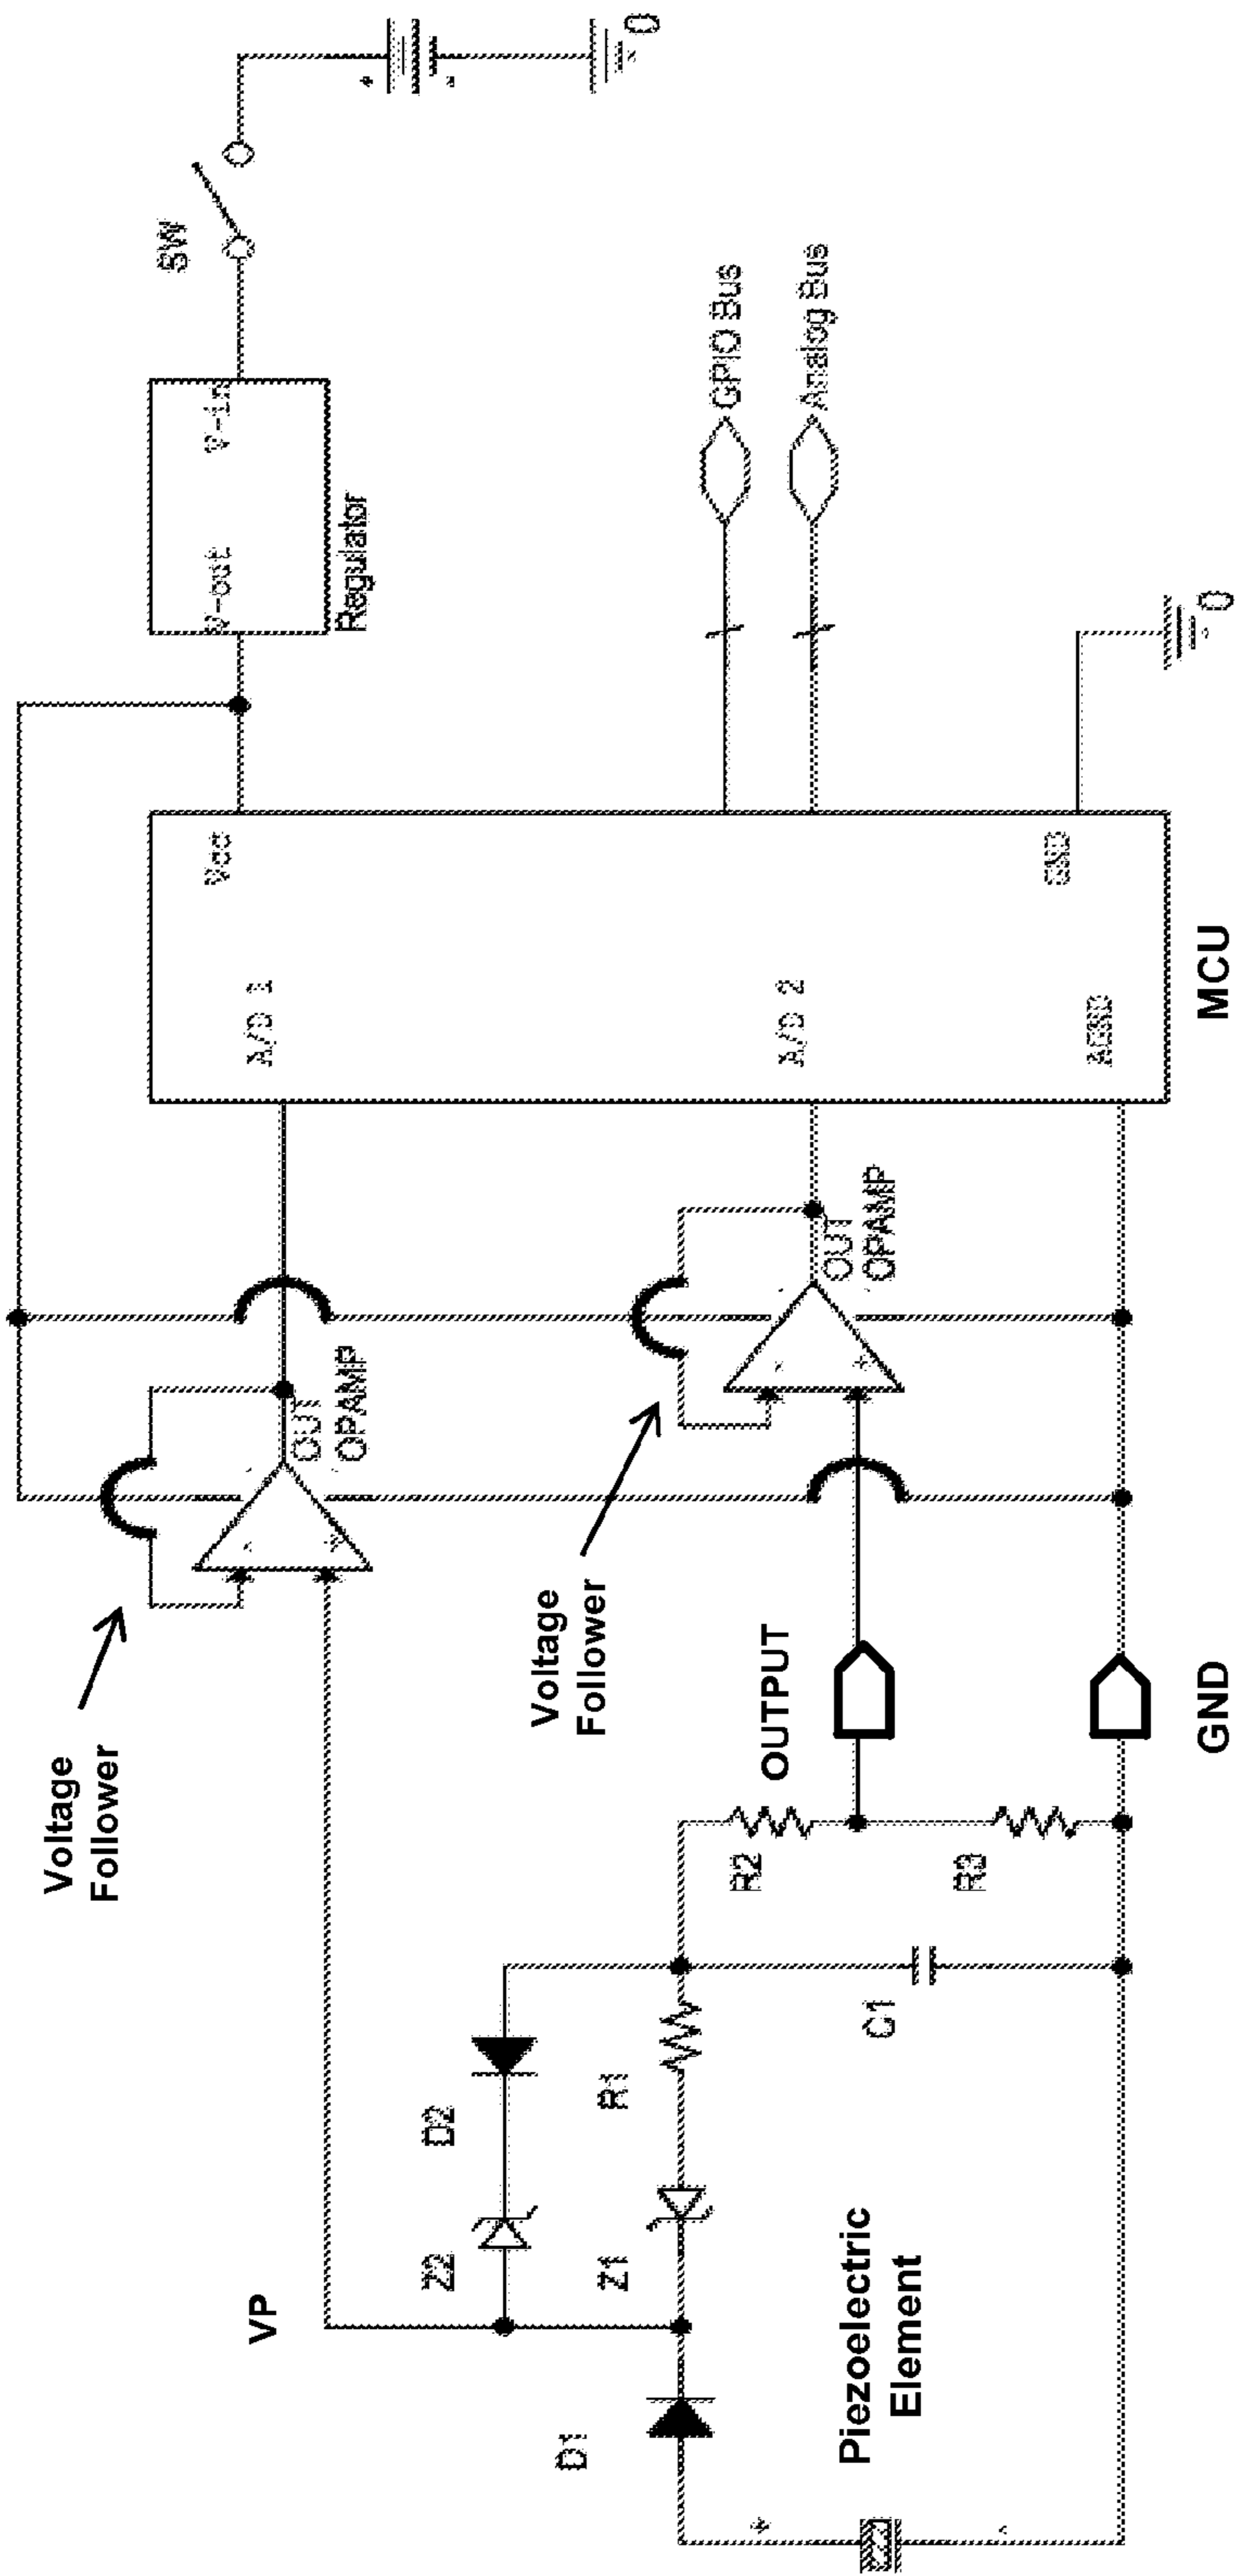 Voltage
Follower
VP
Z2
D2
D1
Z1
R1
Piezoelectric
Element
C1
R2
R3
OUTPUT
GND
Voltage
Follower
-
+
OUT
OPAMP
-
+
OUT
OPAMP
A/D 1
Vcc
A/D 2
AGND
GND
MCU
V-out
V-in
Regulator
SW
+
-
0
GPIO Bus
Analog Bus
0
+
-